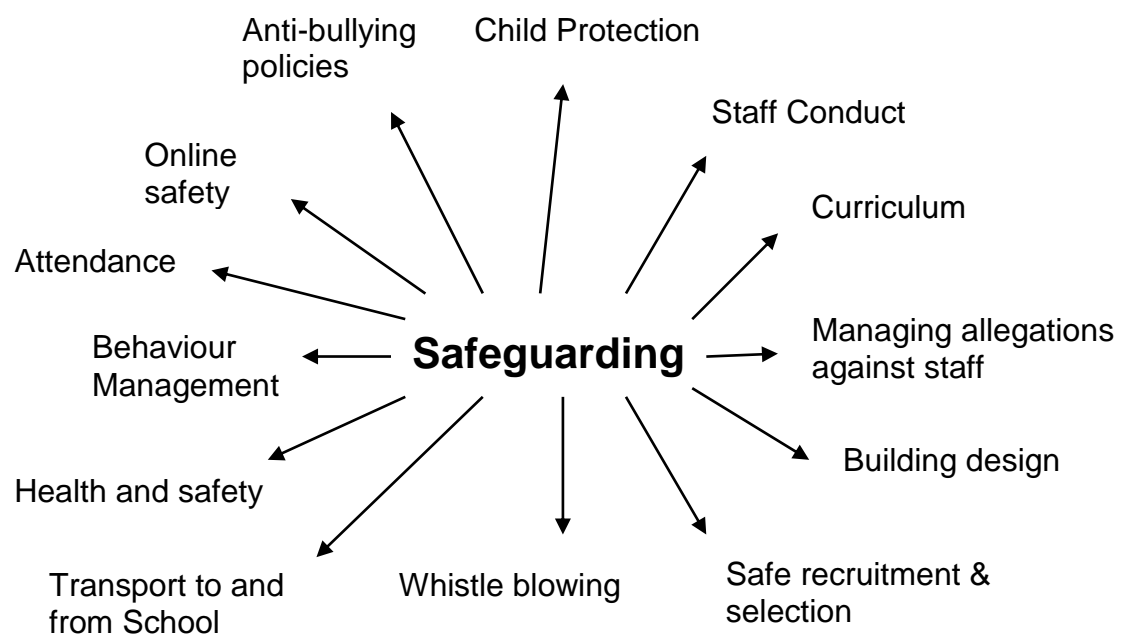 Anti-bullying
policies
Child Protection
Staff Conduct
Online
safety
Curriculum
Attendance
Behaviour
Management
Safeguarding
Managing allegations
against staff
Building design
Health and safety
Transport to and
from School
Whistle blowing
Safe recruitment &
selection